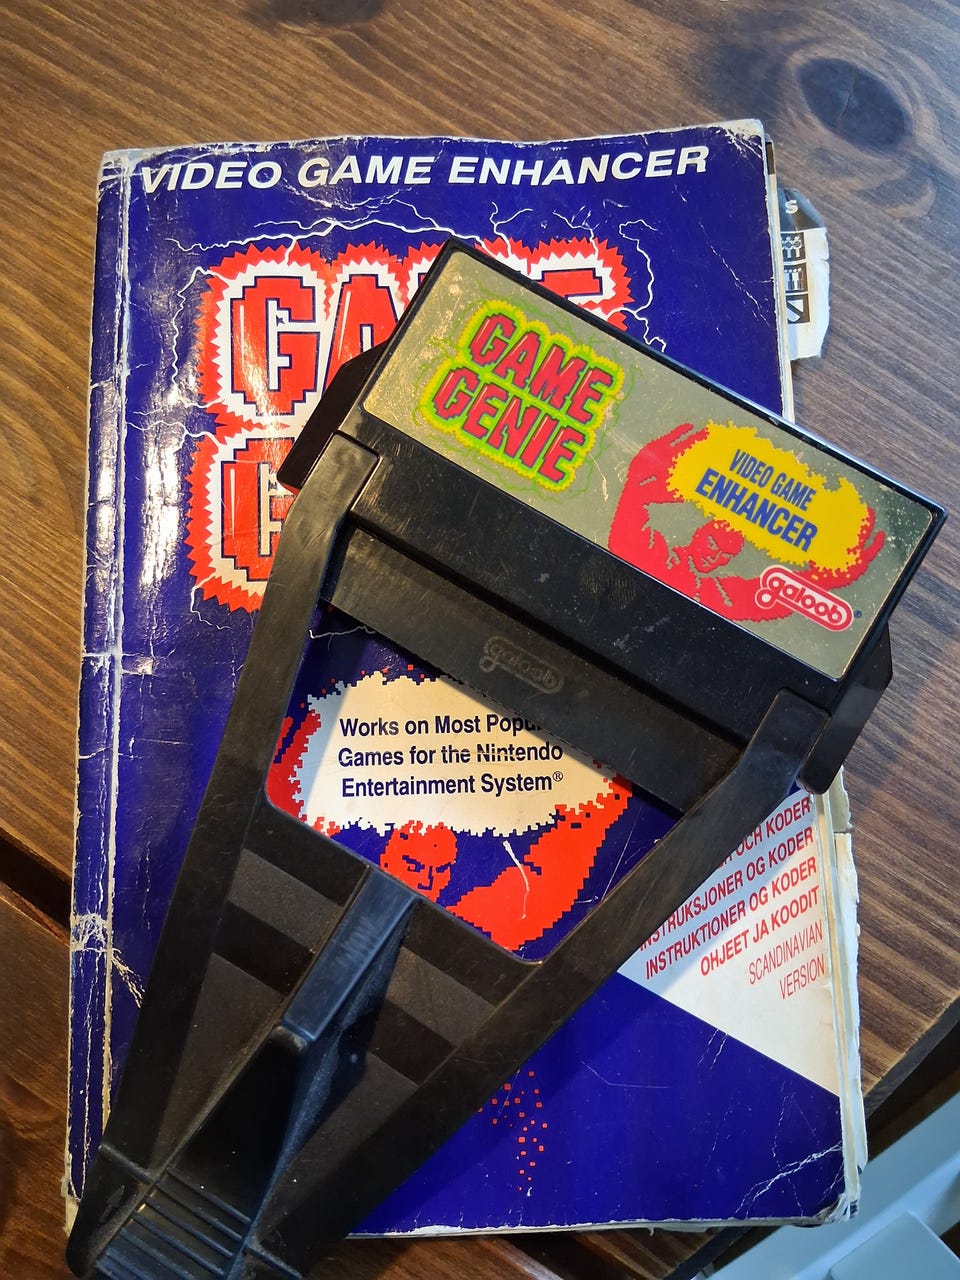 VIDEO GAME ENHANCER
GAME
GAME
GENIE
VIDEO GAME
ENHANCER
galoob
galoob
Works on Most
Games for the Nintendo
Entertainment System®
OCH KODER
INSTRUKSJONER OG KODER
INSTRUKTIONER OG KODER
OHJEET JA KOODIT
SCANDINAVIAN
VERSION